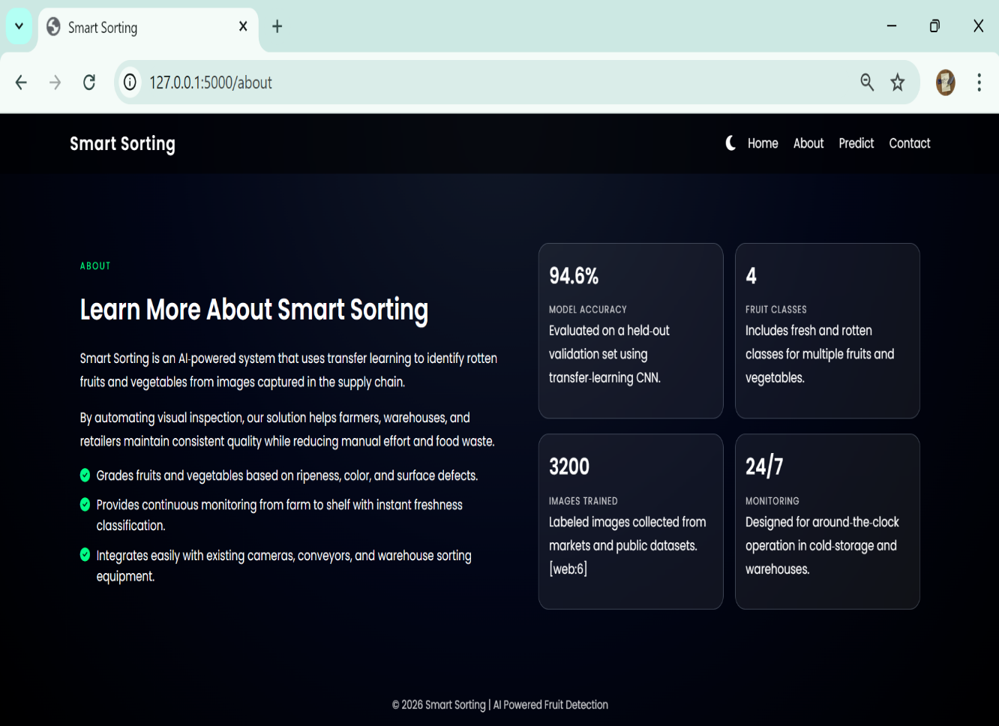 Smart Sorting
127.0.0.1:5000/about
Smart Sorting
Home About Predict Contact
ABOUT
Learn More About Smart Sorting
Smart Sorting is an AI-powered system that uses transfer learning to identify rotten
fruits and vegetables from images captured in the supply chain.
By automating visual inspection, our solution helps farmers, warehouses, and
retailers maintain consistent quality while reducing manual effort and food waste.
Grades fruits and vegetables based on ripeness, color, and surface defects.
Provides continuous monitoring from farm to shelf with instant freshness
classification.
Integrates easily with existing cameras, conveyors, and warehouse sorting
equipment.
94.6%
MODEL ACCURACY
Evaluated on a held-out
validation set using
transfer-learning CNN.
4
FRUIT CLASSES
Includes fresh and rotten
classes for multiple fruits and
vegetables.
3200
IMAGES TRAINED
Labeled images collected from
markets and public datasets.
[web:6]
24/7
MONITORING
Designed for around-the-clock
operation in cold-storage and
warehouses.
© 2026 Smart Sorting | AI Powered Fruit Detection